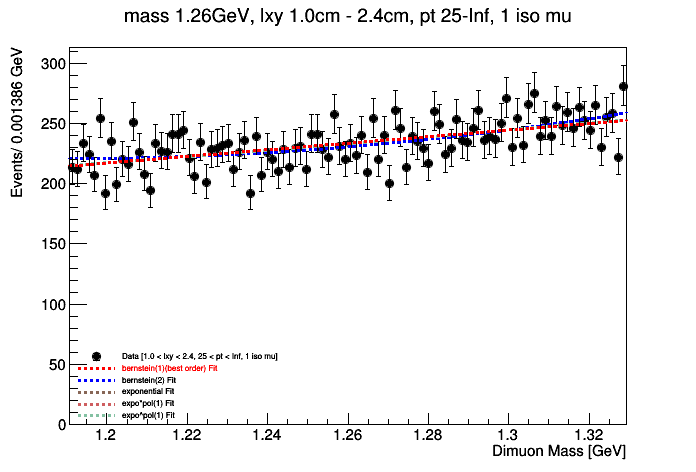 mass 1.26GeV, lxy 1.0cm - 2.4cm, pt 25-Inf, 1 iso mu
Events/ 0.001386 GeV
300
250
200
150
100
50
0
Data [1.0 < lxy < 2.4, 25 < pt < Inf, 1 iso mu]
bernstein(1)(best order) Fit
bernstein(2) Fit
exponential Fit
expo*pol(1) Fit
expo^pol(1) Fit
1.2 1.22 1.24 1.26 1.28 1.3 1.32
Dimuon Mass [GeV]